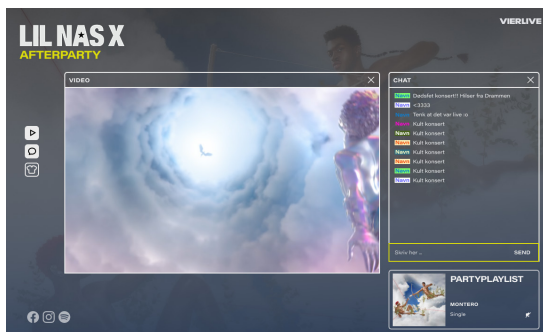 LIL NAS X
AFTERPARTY
VIERLIVE
VIDEO
CHAT
Navn Dødsfet konsert!! Hilser fra Drammen
Navn <3333
Navn Tenk at det var live :o
Navn Kult konsert
Navn Kult konsert
Navn Kult konsert
Navn Kult konsert
Navn Kult konsert
Navn Kult konsert
Navn Kult konsert
Skriv her ..
SEND
PARTYPLAYLIST
MONTERO
Single